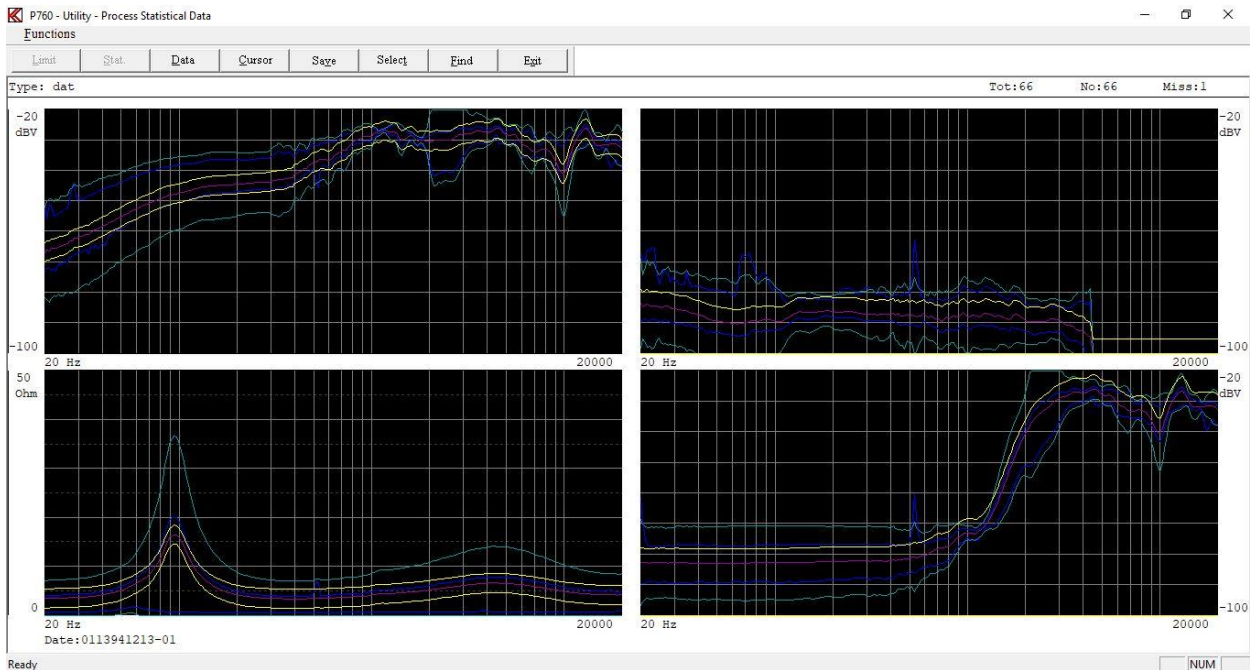 P760 - Utility - Process Statistical Data
Functions
Limit Stat. Data Cursor Save Select Find Exit
Type: dat Tot:66 No:66 Miss:1
-20 -20
dBV dBV
-100 -100
20 Hz 20000 20 Hz 20000
50 -20
Ohm dBV
0 -100
20 Hz 20000 20 Hz 20000
Date:0113941213-01
Ready NUM